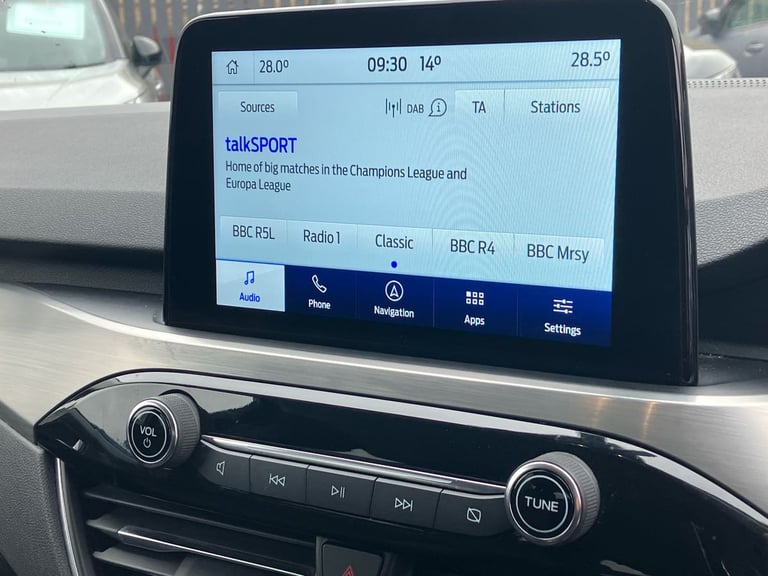 28.0° 09:30 14° 28.5°
Sources DAB TA Stations
talkSPORT
Home of big matches in the Champions League and
Europa League
BBC R5L Radio 1 Classic BBC R4 BBC Mrsy
Audio Phone Navigation Apps Settings
VOL
TUNE